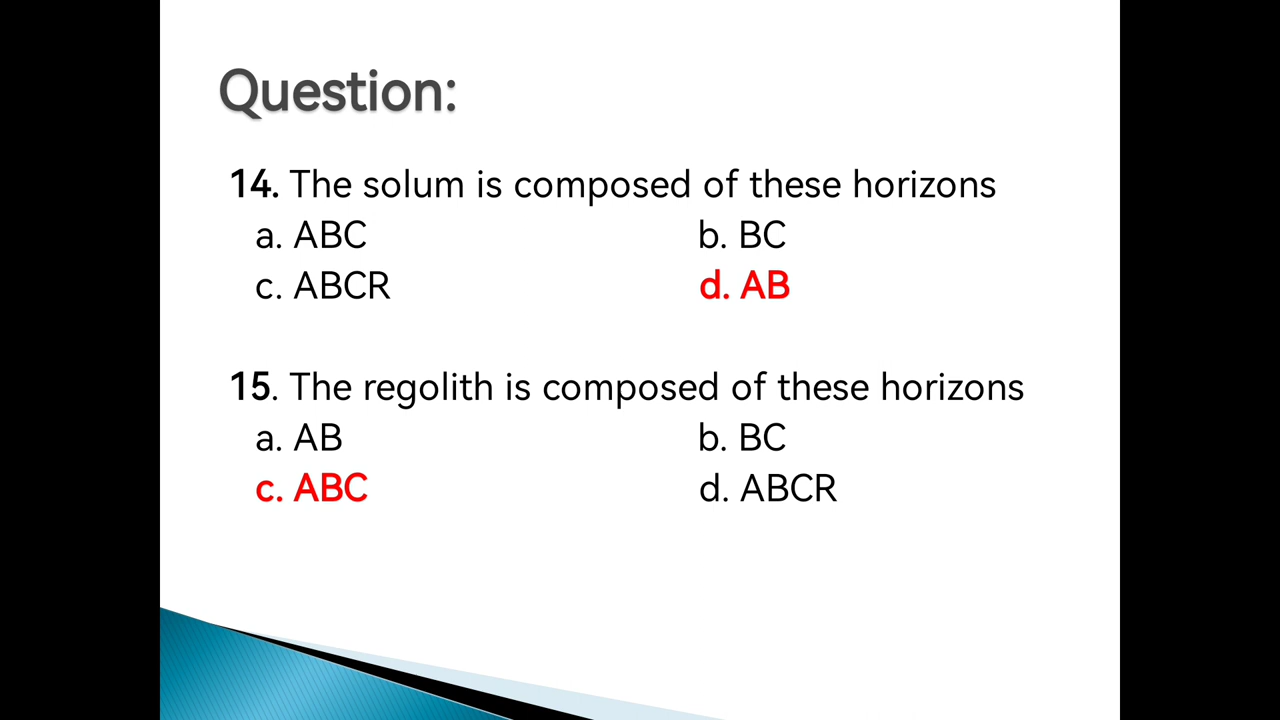 Question:
14. The solum is composed of these horizons
a. ABC b. BC
c. ABCR d. AB
15. The regolith is composed of these horizons
a. AB b. BC
c. ABC d. ABCR